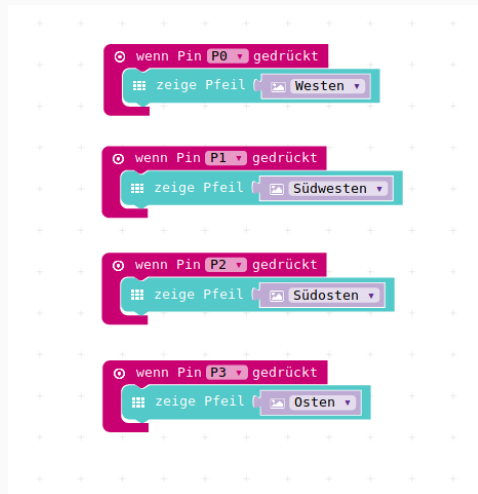 wenn Pin P0 gedrückt
zeige Pfeil Westen
wenn Pin P1 gedrückt
zeige Pfeil Südwesten
wenn Pin P2 gedrückt
zeige Pfeil Südosten
wenn Pin P3 gedrückt
zeige Pfeil Osten